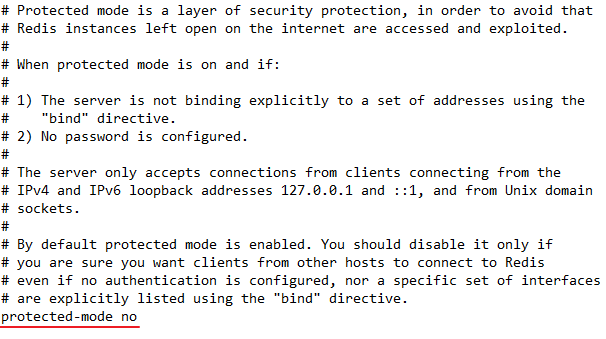 # Protected mode is a layer of security protection, in order to avoid that
# Redis instances left open on the internet are accessed and exploited.
#
# When protected mode is on and if:
#
# 1) The server is not binding explicitly to a set of addresses using the
#    "bind" directive.
# 2) No password is configured.
#
# The server only accepts connections from clients connecting from the
# IPv4 and IPv6 loopback addresses 127.0.0.1 and ::1, and from Unix domain
# sockets.
#
# By default protected mode is enabled. You should disable it only if
# you are sure you want clients from other hosts to connect to Redis
# even if no authentication is configured, nor a specific set of interfaces
# are explicitly listed using the "bind" directive.
protected-mode no